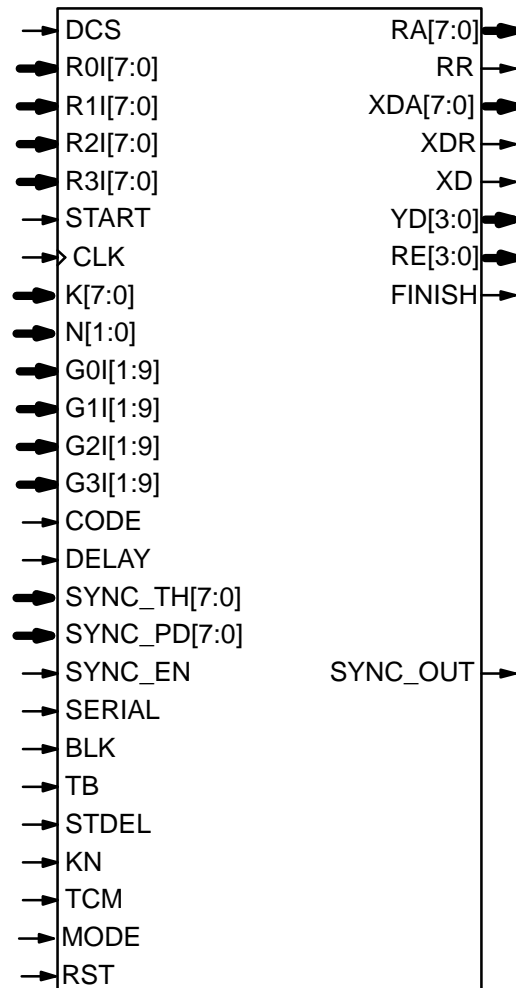 DCS RA[7:0]
R0I[7:0] RR
R1I[7:0] XDA[7:0]
R2I[7:0] XDR
R3I[7:0] XD
START YD[3:0]
CLK RE[3:0]
K[7:0] FINISH
N[1:0]
G0I[1:9]
G1I[1:9]
G2I[1:9]
G3I[1:9]
CODE
DELAY
SYNC_TH[7:0]
SYNC_PD[7:0]
SYNC_EN SYNC_OUT
SERIAL
BLK
TB
STDEL
KN
TCM
MODE
RST